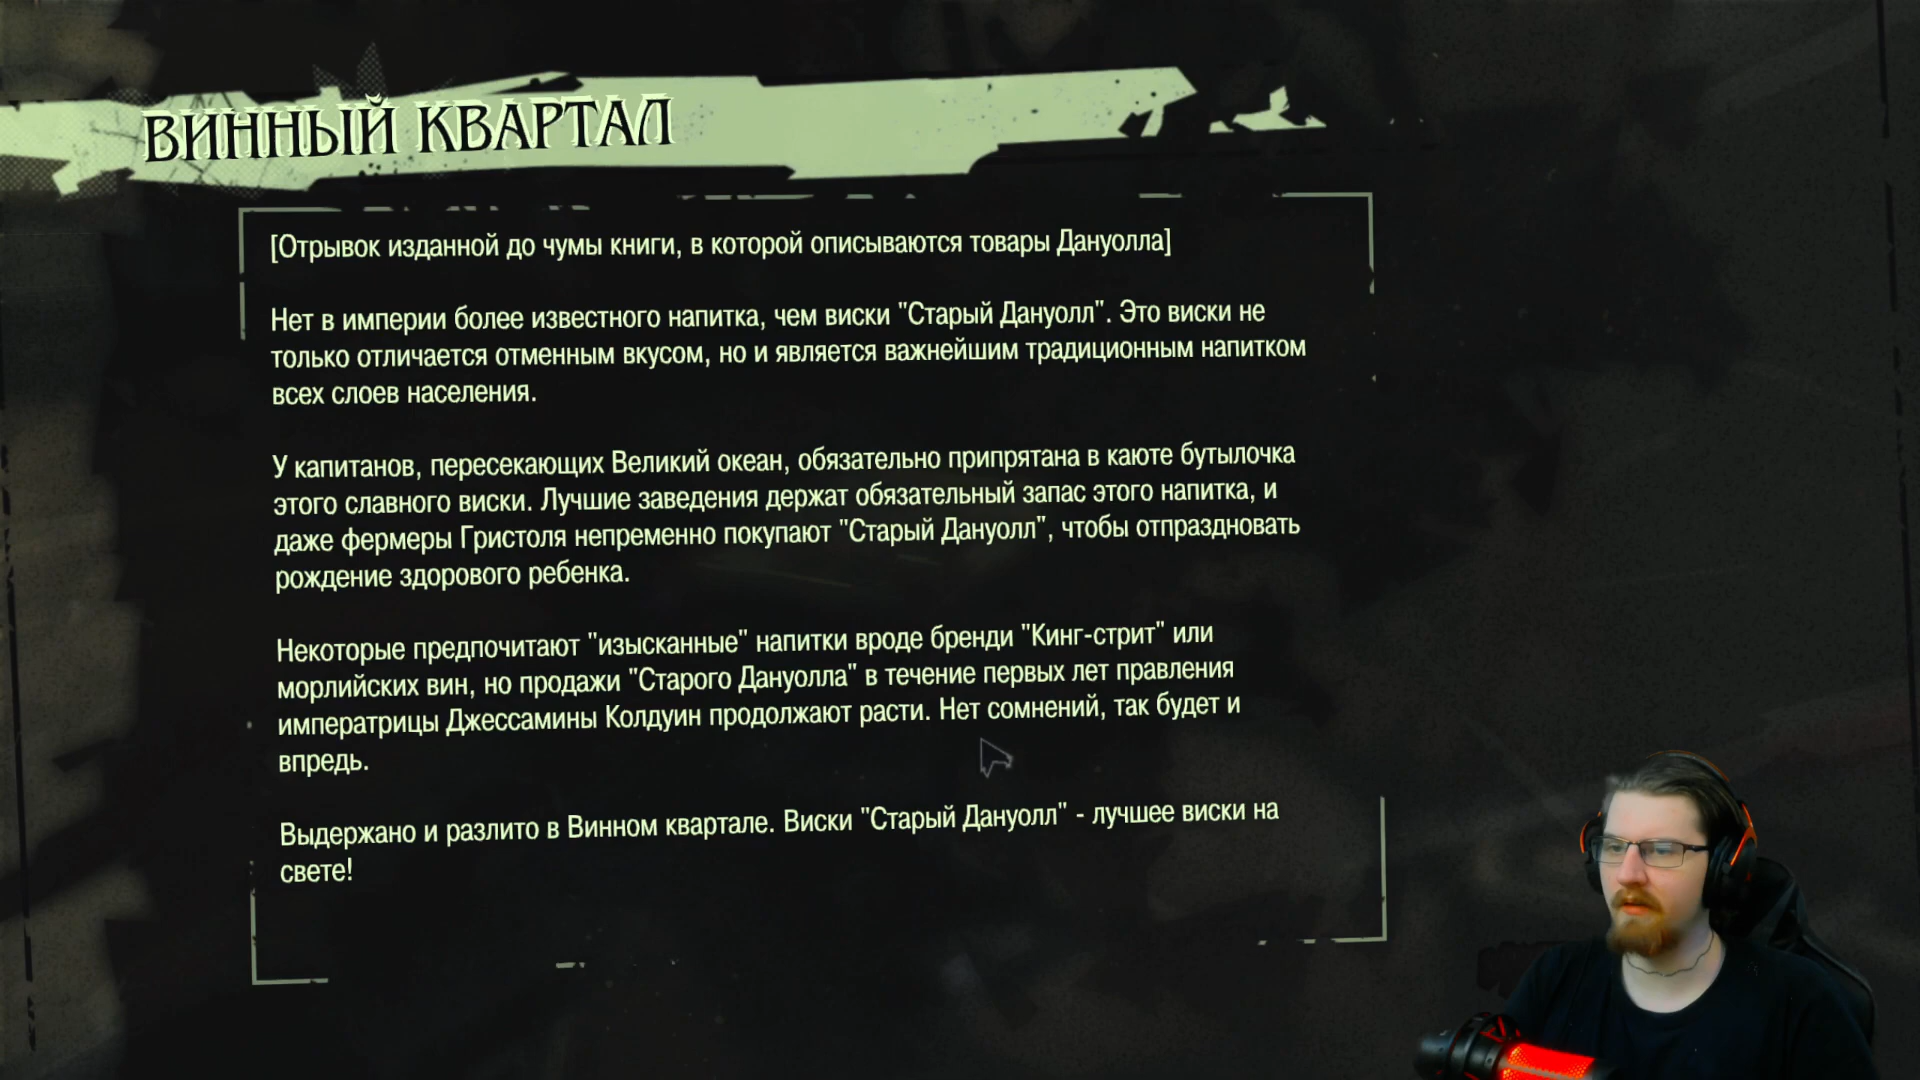 ВИННЫЙ КВАРТАЛ
[Отрывок изданной до чумы книги, в которой описываются товары Дануолла]
Нет в империи более известного напитка, чем виски "Старый Дануолл". Это виски не
только отличается отменным вкусом, но и является важнейшим традиционным напитком
всех слоев населения.
У капитанов, пересекающих Великий океан, обязательно припрятана в каюте бутылочка
этого славного виски. Лучшие заведения держат обязательный запас этого напитка, и
даже фермеры Гристоля непременно покупают "Старый Дануолл", чтобы отпраздновать
рождение здорового ребенка.
Некоторые предпочитают "изысканные" напитки вроде бренди "Кинг-стрит" или
морлийских вин, но продажи "Старого Дануолла" в течение первых лет правления
императрицы Джессамины Колдуин продолжают расти. Нет сомнений, так будет и
впредь.
Выдержано и разлито в Винном квартале. Виски "Старый Дануолл" - лучшее виски на
свете!